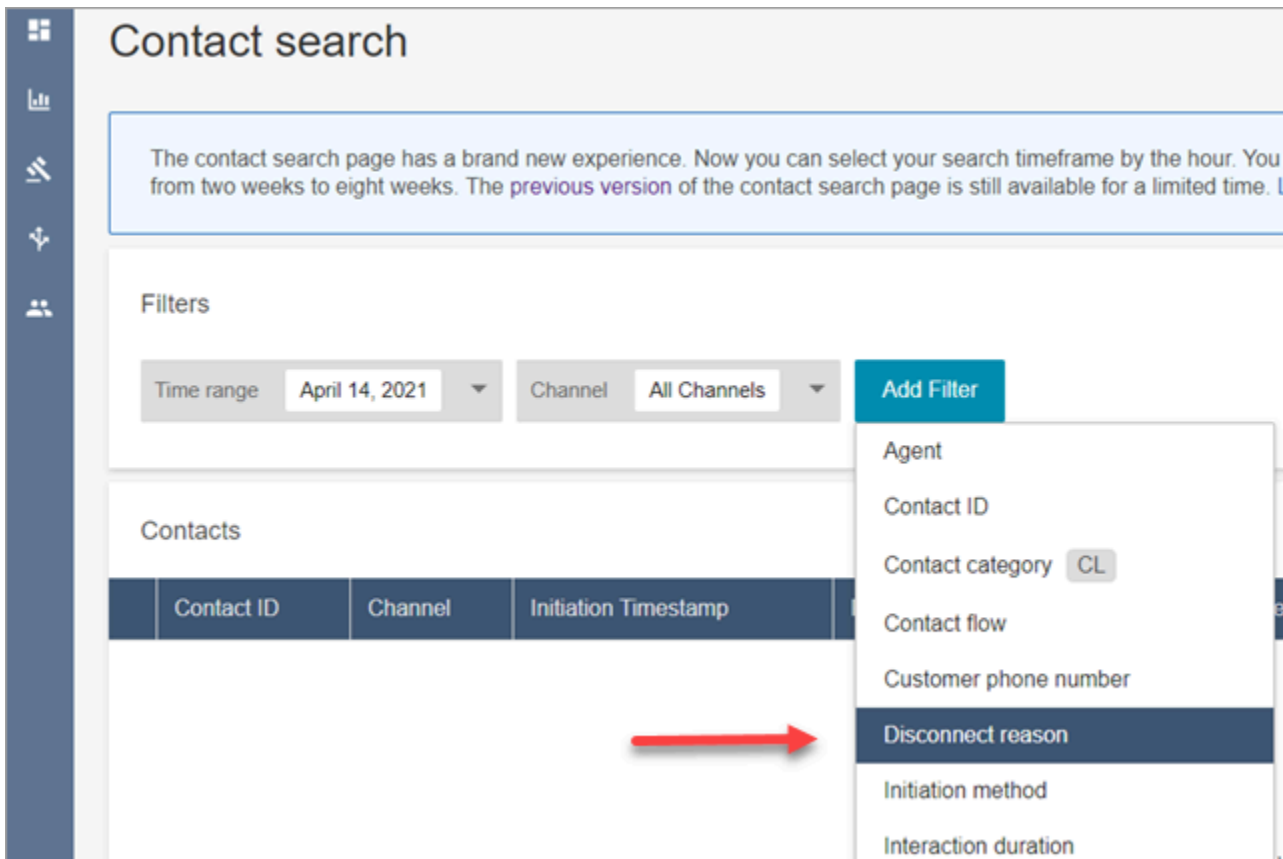 Contact search
The contact search page has a brand new experience. Now you can select your search timeframe by the hour. You
from two weeks to eight weeks. The previous version of the contact search page is still available for a limited time.
Filters
Time range April 14, 2021 Channel All Channels Add Filter
Agent
Contact ID
Contact category CL
Contact flow
Customer phone number
Disconnect reason
Initiation method
Interaction duration
Contacts
Contact ID Channel Initiation Timestamp